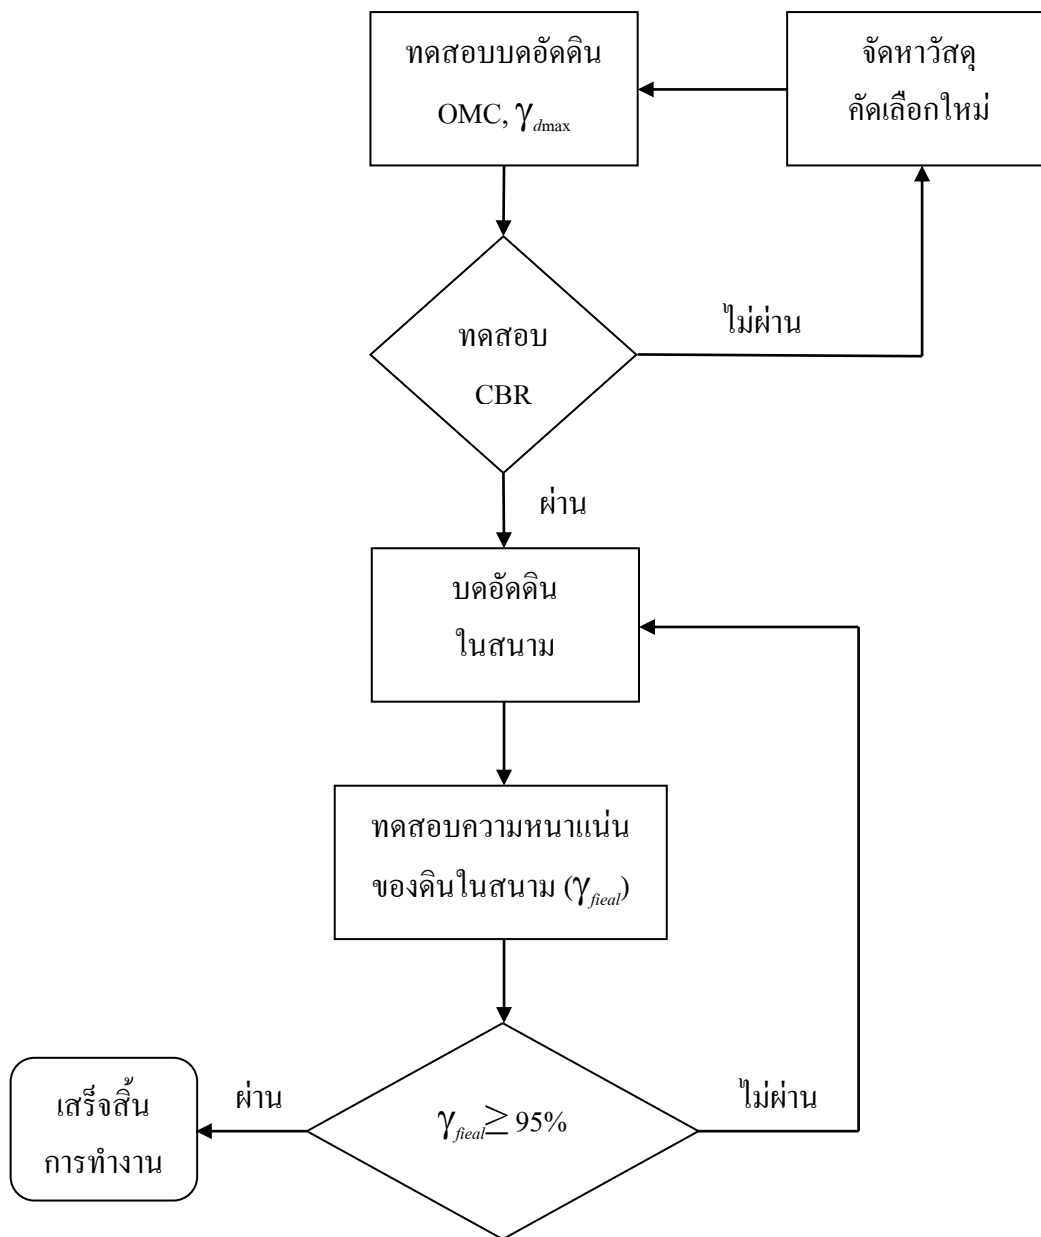 ทดสอบบดอัดดิน
OMC, γdmax
จัดหาวัสดุ
คัดเลือกใหม่
ทดสอบ
CBR
ไม่ผ่าน
ผ่าน
บดอัดดิน
ในสนาม
ทดสอบความหนาแน่น
ของดินในสนาม (γfieal)
γfieal ≥ 95%
ผ่าน
ไม่ผ่าน
เสร็จสิ้น
การทำงาน